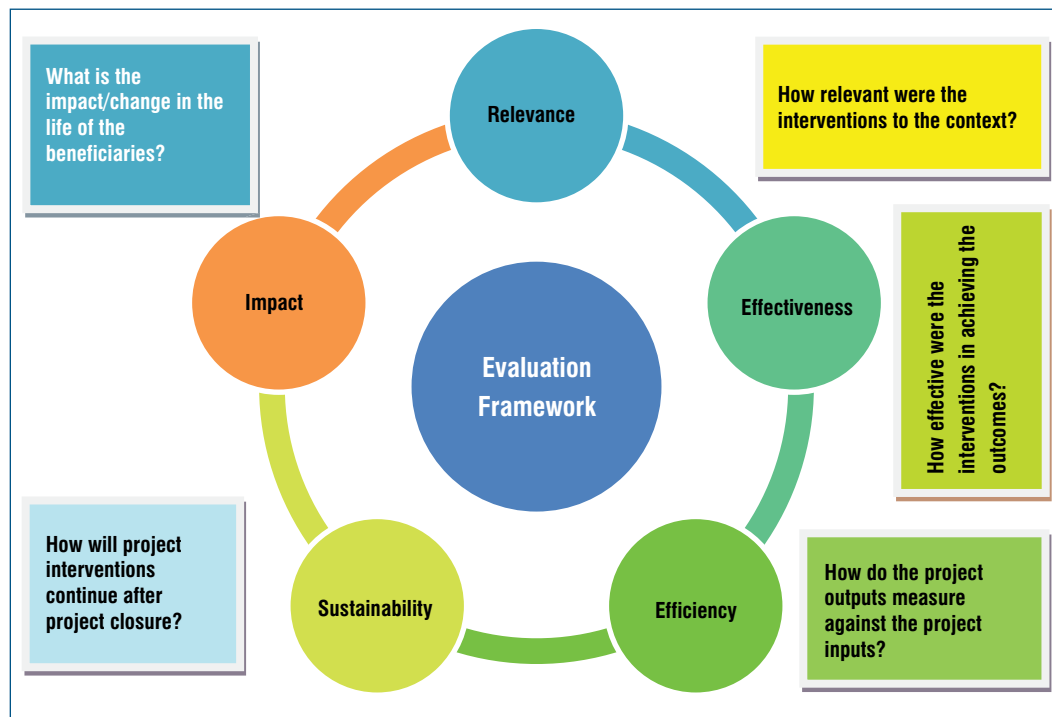 What is the
impact/change in the
life of the
beneficiaries?
Relevance
How relevant were the
interventions to the context?
Impact
Effectiveness
How effective were the
interventions in achieving the
outcomes?
Evaluation
Framework
How will project
interventions
continue after
project closure?
Sustainability
Efficiency
How do the project
outputs measure
against the project
inputs?